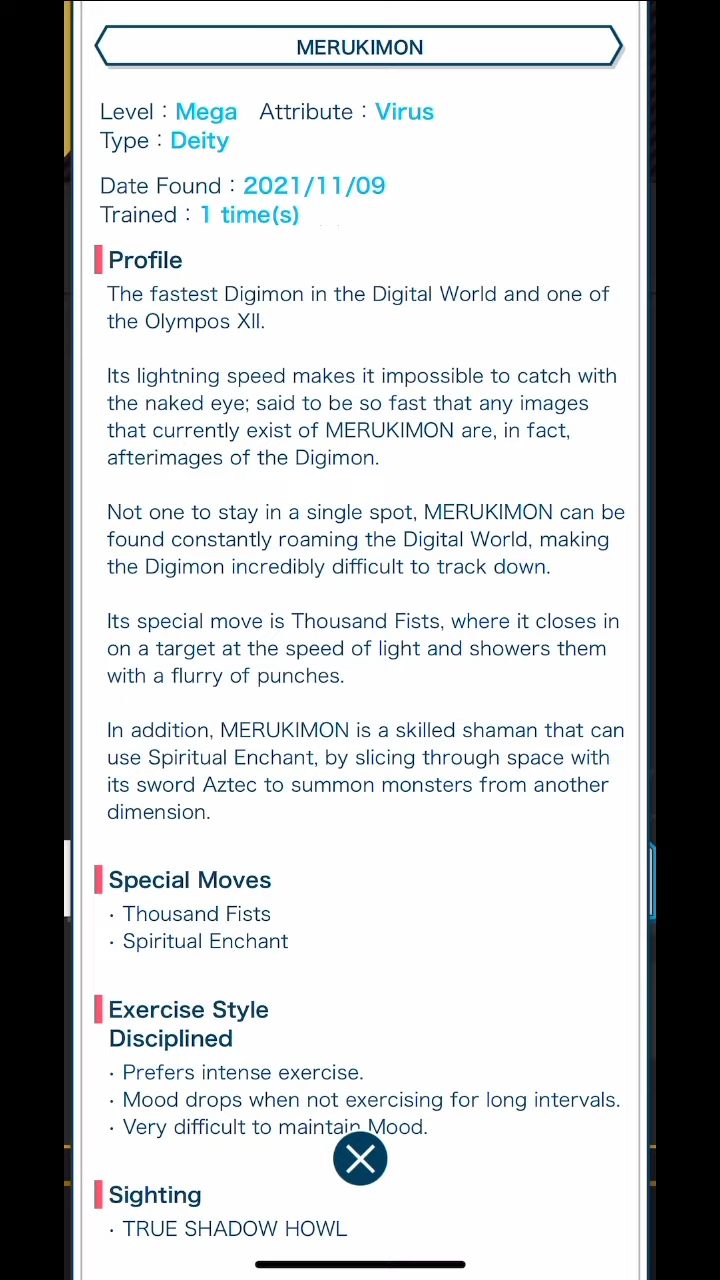 MERUKIMON
Level : Mega Attribute : Virus
Type : Deity
Date Found : 2021/11/09
Trained : 1 time(s)
Profile
The fastest Digimon in the Digital World and one of
the Olympos XII.
Its lightning speed makes it impossible to catch with
the naked eye; said to be so fast that any images
that currently exist of MERUKIMON are, in fact,
afterimages of the Digimon.
Not one to stay in a single spot, MERUKIMON can be
found constantly roaming the Digital World, making
the Digimon incredibly difficult to track down.
Its special move is Thousand Fists, where it closes in
on a target at the speed of light and showers them
with a flurry of punches.
In addition, MERUKIMON is a skilled shaman that can
use Spiritual Enchant, by slicing through space with
its sword Aztec to summon monsters from another
dimension.
Special Moves
· Thousand Fists
· Spiritual Enchant
Exercise Style
Disciplined
· Prefers intense exercise.
· Mood drops when not exercising for long intervals.
· Very difficult to maintain Mood.
Sighting
· TRUE SHADOW HOWL